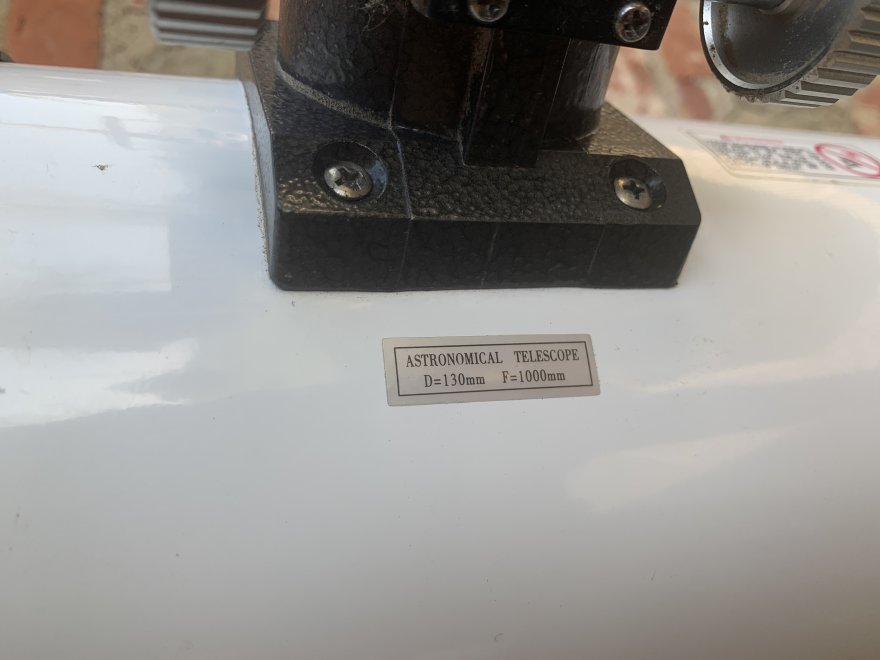 ASTRONOMICAL TELESCOPE
D=130mm F=1000mm